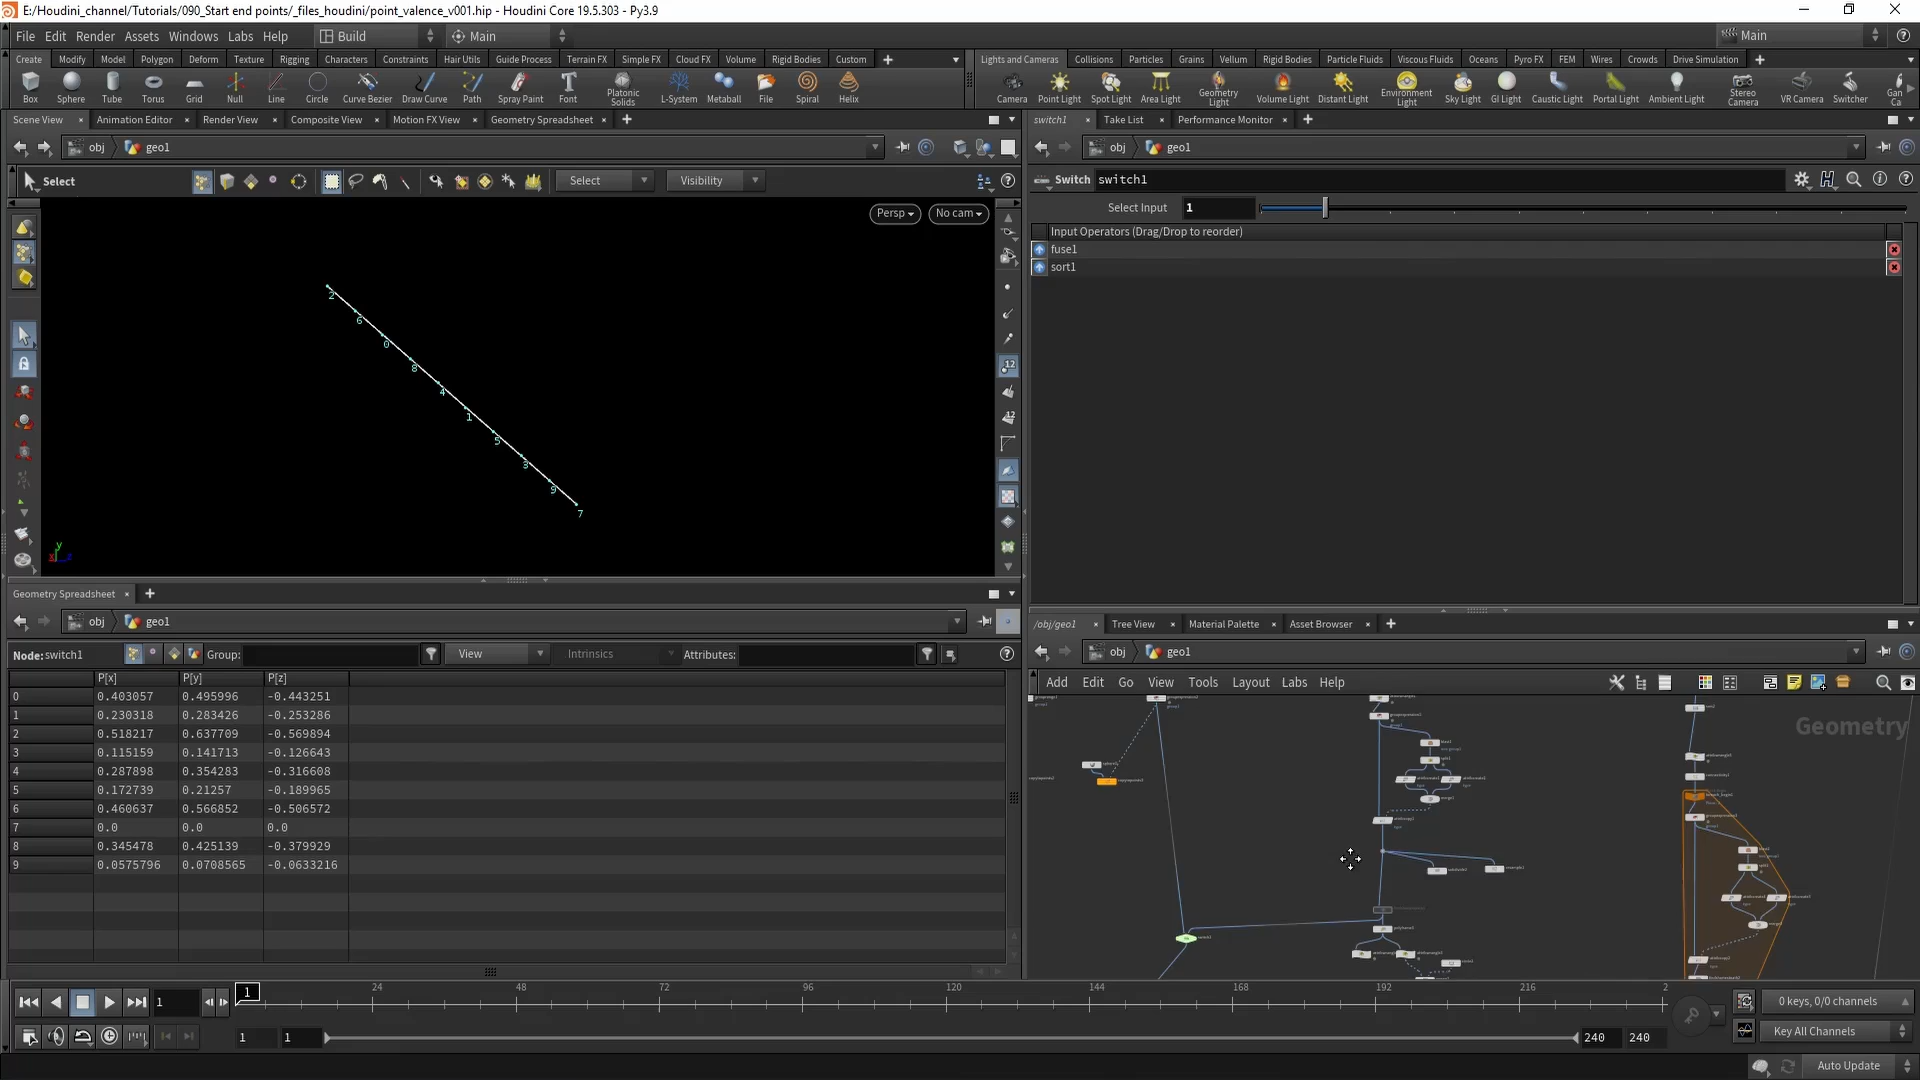 E:/Houdini_channel/Tutorials/090_Start end points/_files_houdini/point_valence_v001.hip - Houdini Core 19.5.303 - Py3.9
File Edit Render Assets Windows Labs Help Build Main Main
Create Modify Model Polygon Deform Texture Rigging Characters Constraints Hair Utils Guide Process Terrain FX Simple FX Cloud FX Volume Rigid Bodies Custom
Lights and Cameras Collisions Particles Grains Vellum Rigid Bodies Particle Fluids Viscous Fluids Oceans Pyro FX FEM Wires Crowds Drive Simulation
Box Sphere Tube Torus Grid Null Line Circle Curve Bezier Draw Curve Path Spray Paint Font Platonic Solids L-System Metaball File Spiral Helix
Camera Point Light Spot Light Area Light Geometry Light Volume Light Distant Light Environment Light Sky Light GI Light Caustic Light Portal Light Ambient Light Stereo Camera VR Camera Switcher Gan Ca
Scene View Animation Editor Render View Composite View Motion FX View Geometry Spreadsheet
switch1 Take List Performance Monitor
obj geo1
obj geo1
Select Select Visibility
Switch switch1
Persp No cam
Select Input 1
Input Operators (Drag/Drop to reorder)
fuse1
sort1
2
6
0
8
4
1
5
3
9
7
y
x z
Geometry Spreadsheet
obj geo1
Node:switch1 Group: View Intrinsics Attributes:
P[x] P[y] P[z]
0 0.403057 0.495996 -0.443251
1 0.230318 0.283426 -0.253286
2 0.518217 0.637709 -0.569894
3 0.115159 0.141713 -0.126643
4 0.287898 0.354283 -0.316608
5 0.172739 0.21257 -0.189965
6 0.460637 0.566852 -0.506572
7 0.0 0.0 0.0
8 0.345478 0.425139 -0.379929
9 0.0575796 0.0708565 -0.0633216
/obj/geo1 Tree View Material Palette Asset Browser
obj geo1
Add Edit Go View Tools Layout Labs Help
Geometry
1 1 24 48 72 96 120 144 168 192 216 2
0 keys, 0/0 channels
1 1 240 240
Key All Channels
Auto Update